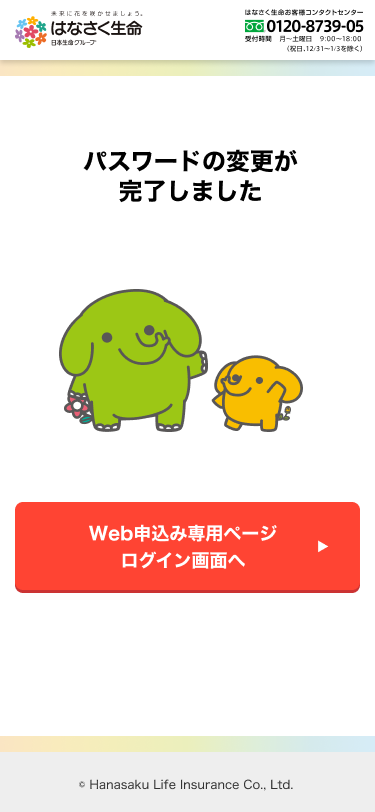 未来に花を咲かせましょう。
はなさく生命
日本生命グループ
はなさく生命お客様コンタクトセンター
0120-8739-05
受付時間 月〜土曜日 9:00〜18:00
(祝日、12/31〜1/3を除く)
パスワードの変更が
完了しました
Web申込み専用ページ
ログイン画面へ
© Hanasaku Life Insurance Co., Ltd.